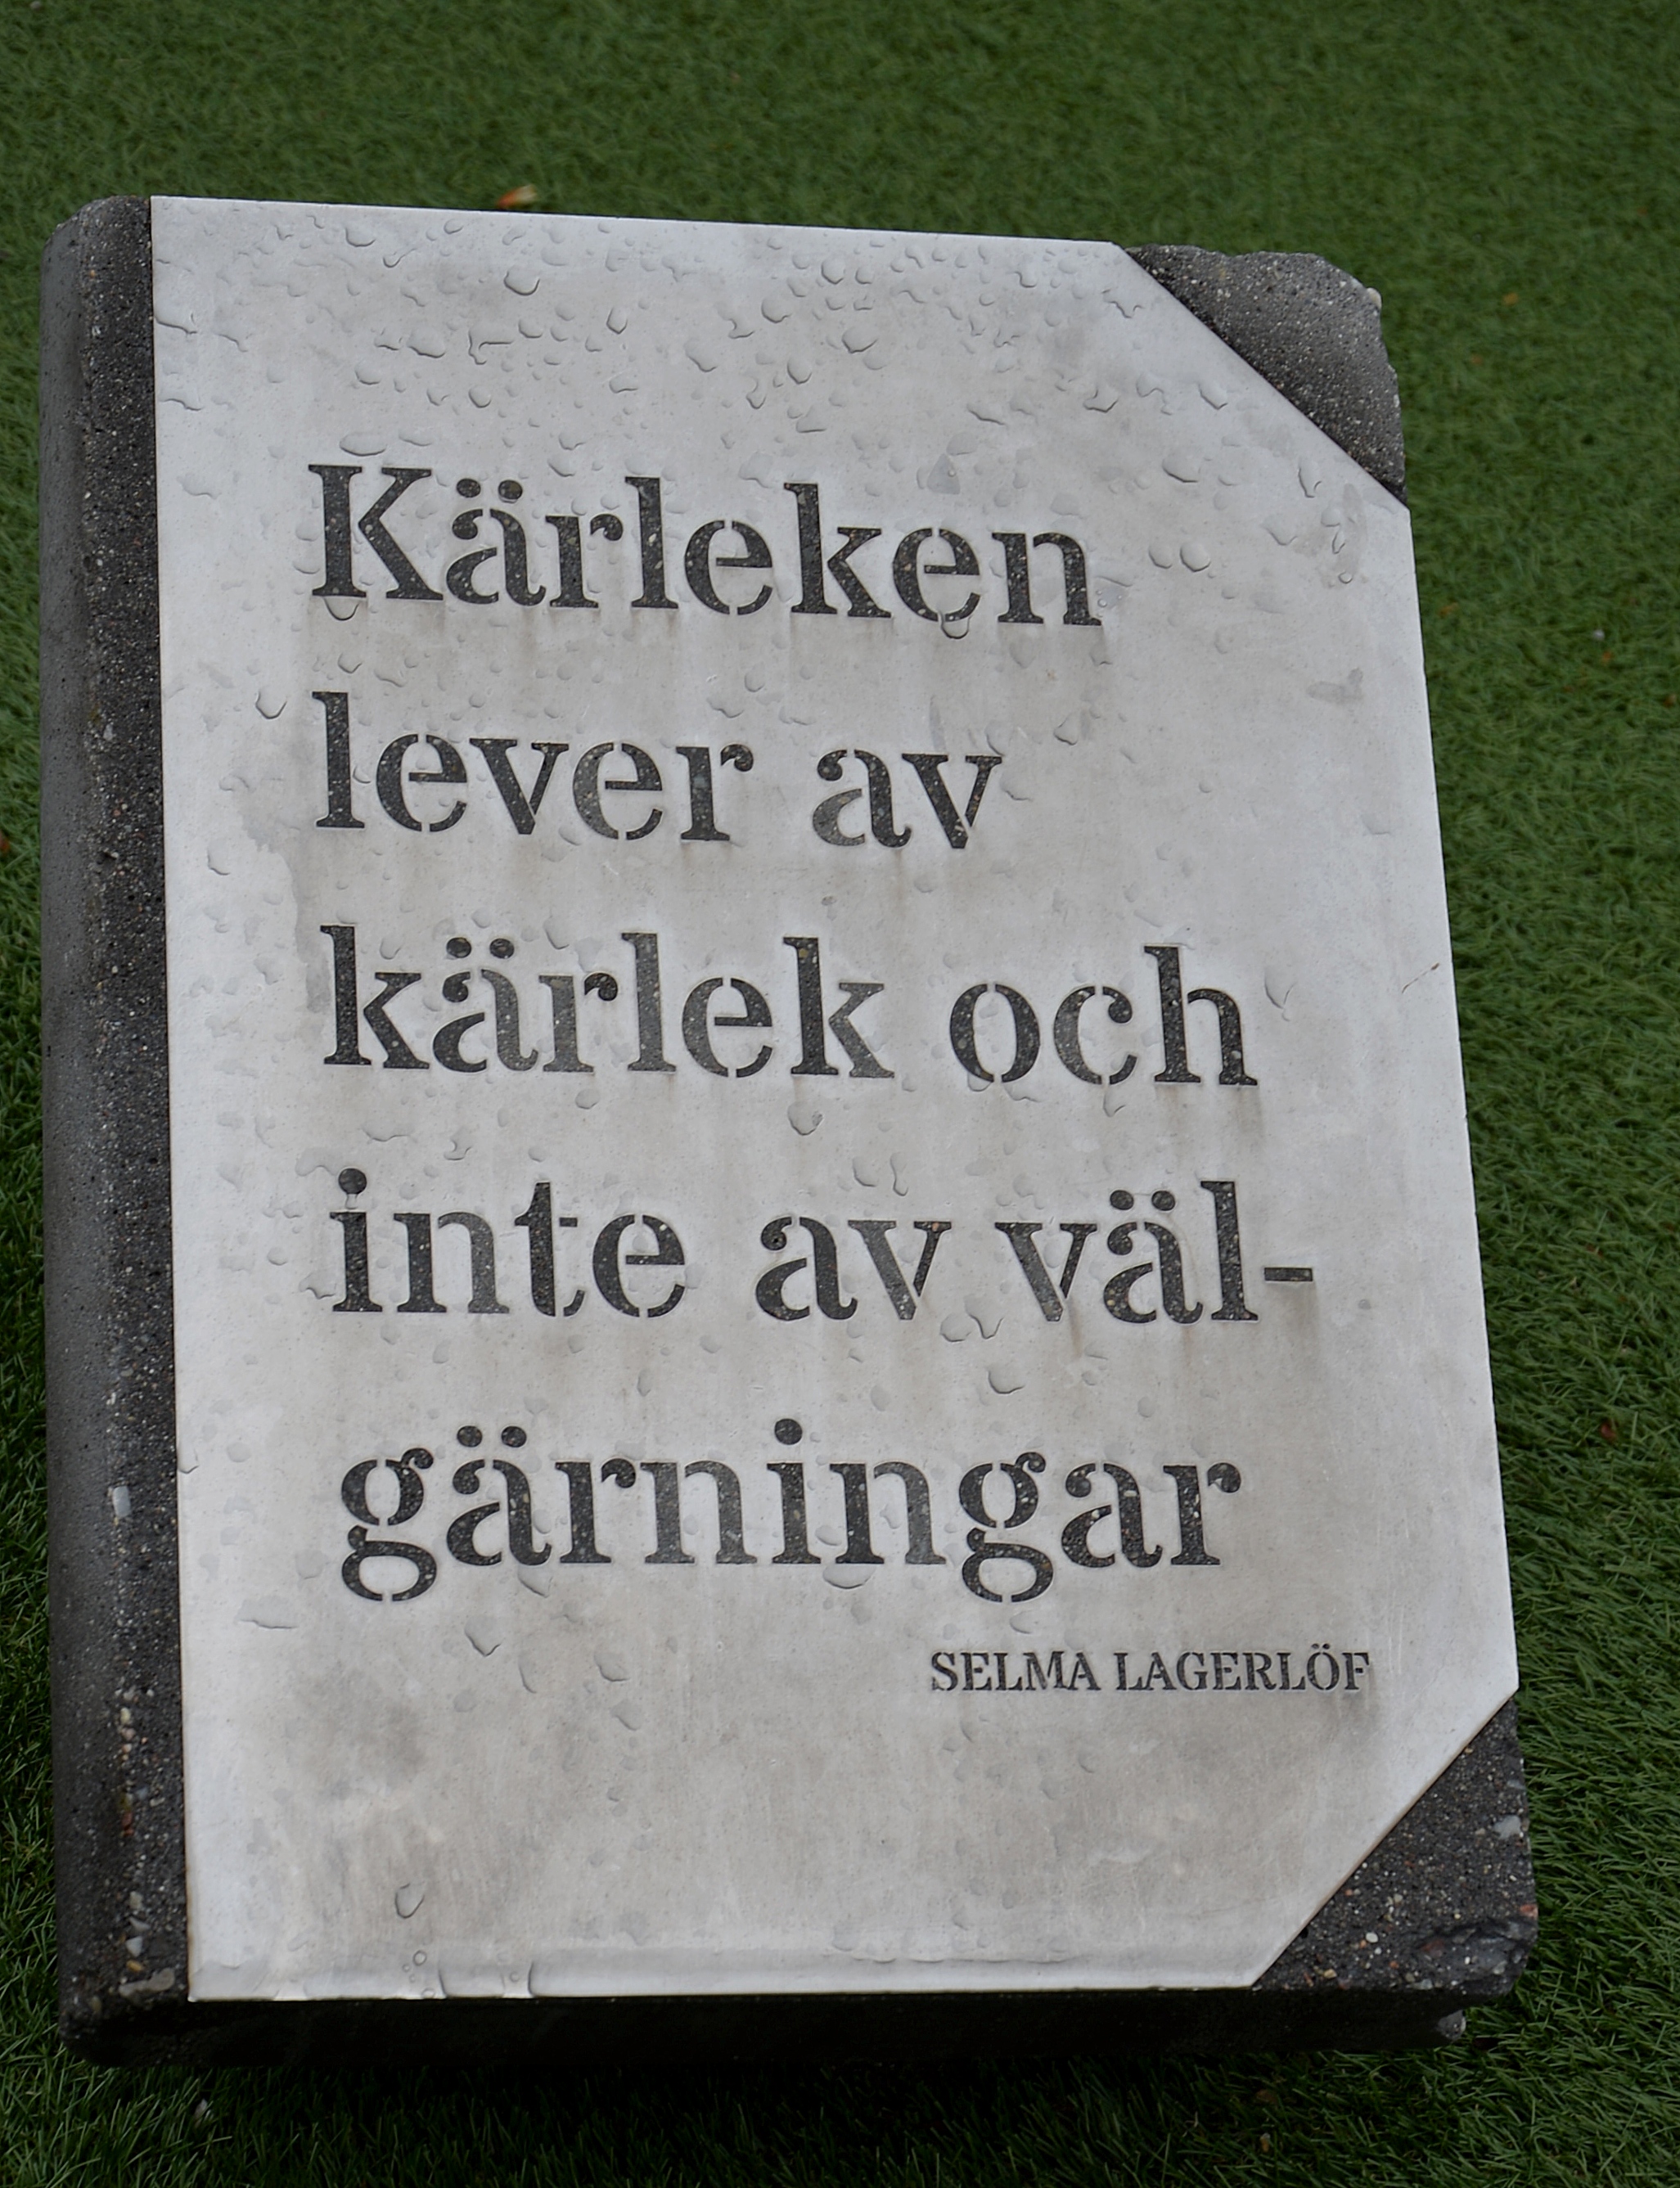 Kärleken
lever av
kärlek och
inte av väl-
gärningar
SELMA LAGERLÖF